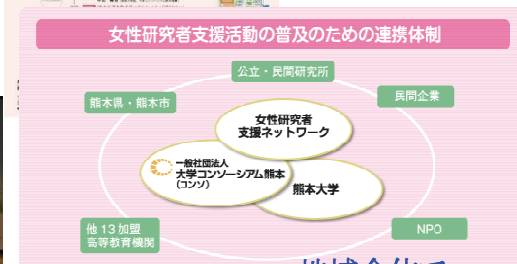 女性研究者支援活動の普及のための連携体制
公立・民間研究所
熊本県・熊本市
民間企業
女性研究者
支援ネットワーク
一般社団法人
大学コンソーシアム熊本
(コンソ)
熊本大学
他13加盟
高等教育機関
NPO